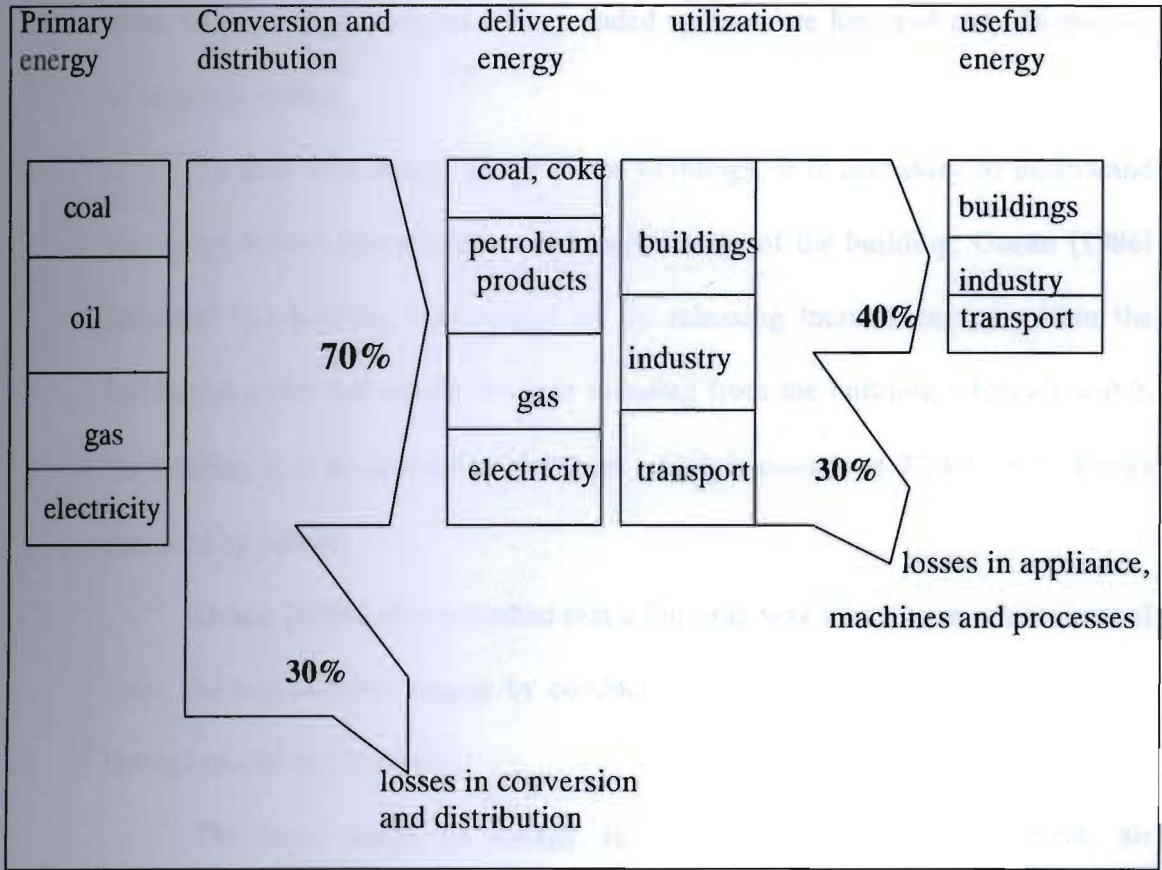 Primary energy
Conversion and distribution
delivered energy
utilization
useful energy
coal
oil
gas
electricity
70%
30%
losses in conversion
and distribution
coal, coke
petroleum
products
gas
electricity
buildings
industry
transport
40%
30%
losses in appliance,
machines and processes
buildings
industry
transport